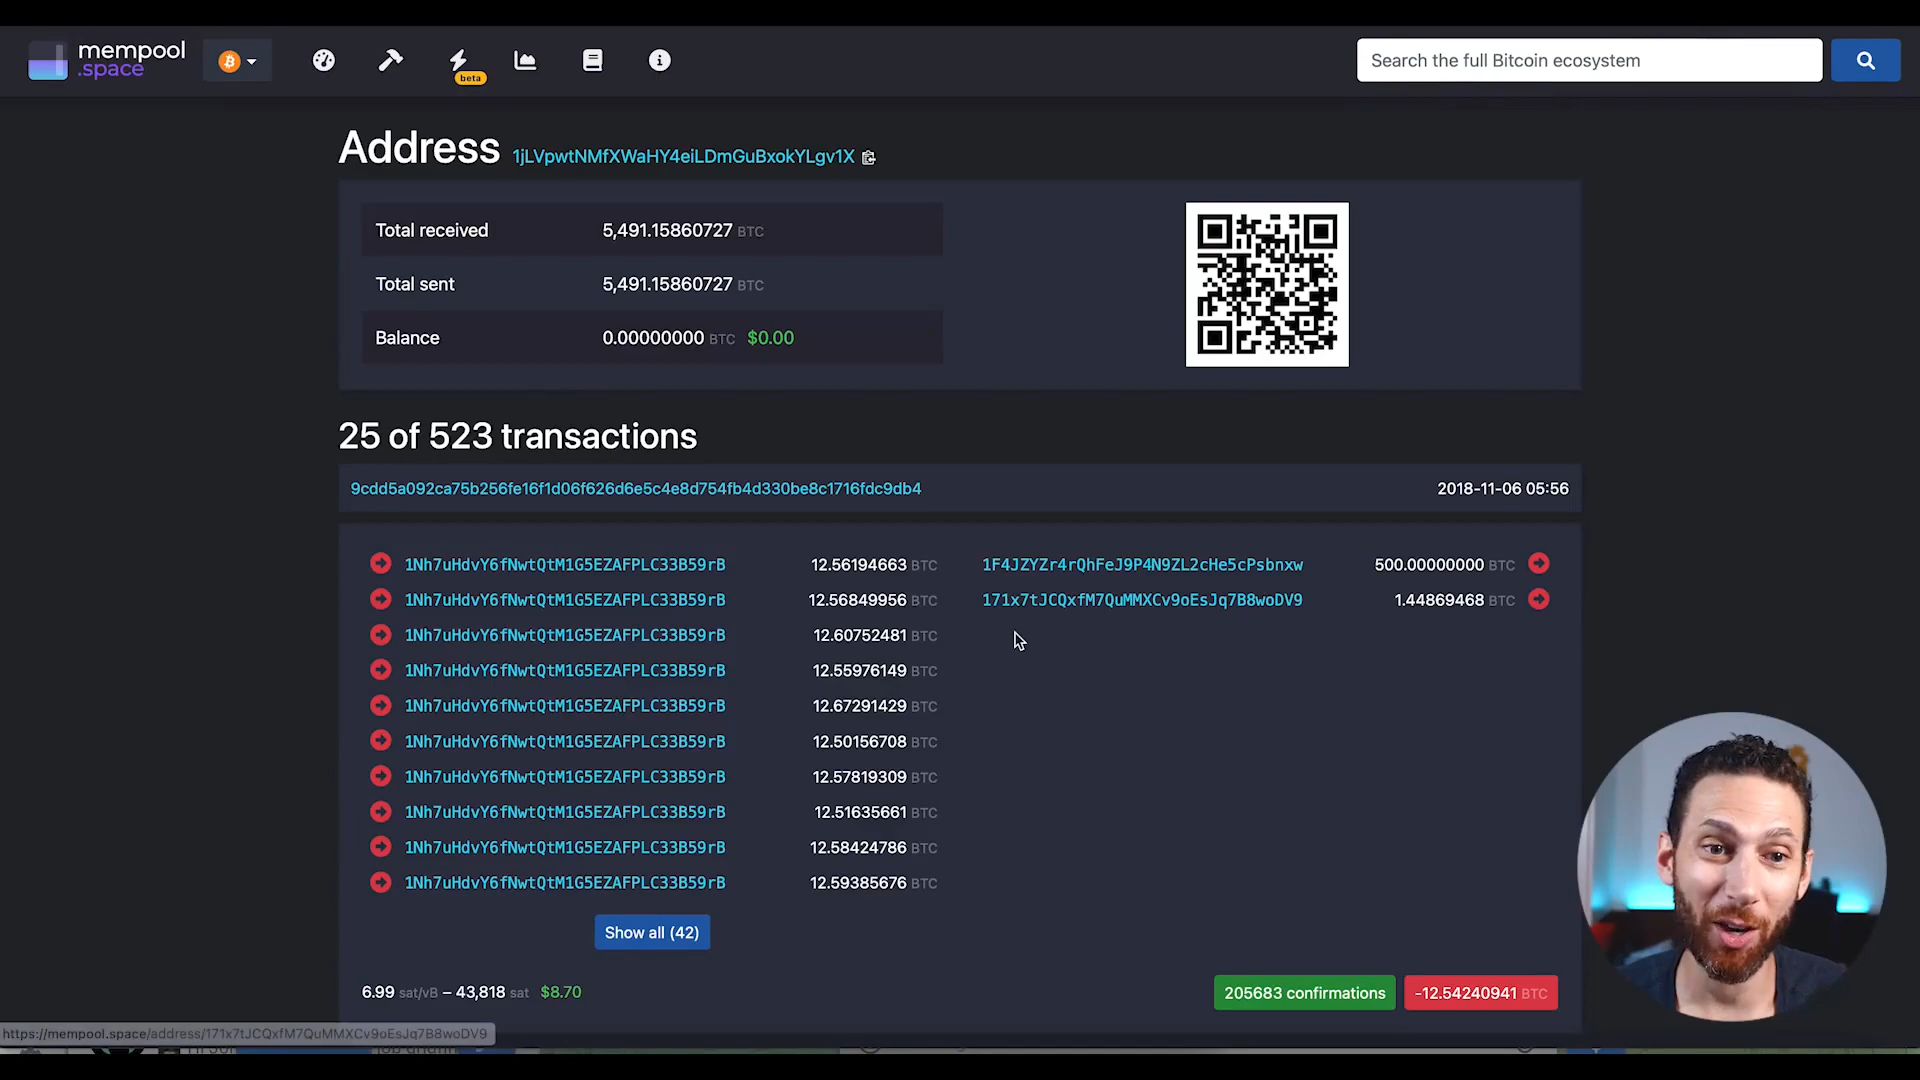 mempool
.space
beta
Search the full Bitcoin ecosystem
Address 1jLVpwtNMfXWaHY4eiLDmGuBxokYLgv1X
Total received 5,491.15860727 BTC
Total sent 5,491.15860727 BTC
Balance 0.00000000 BTC $0.00
25 of 523 transactions
9cdd5a092ca75b256fe16f1d06f626d6e5c4e8d754fb4d330be8c1716fdc9db4 2018-11-06 05:56
1Nh7uHdvY6fNwtQtM1G5EZAFPLC33B59rB 12.56194663 BTC 1F4JZYZr4rQhFeJ9P4N9ZL2cHe5cPsbnxw 500.00000000 BTC
1Nh7uHdvY6fNwtQtM1G5EZAFPLC33B59rB 12.56849956 BTC 171x7tJCQxfM7QuMMXCv9oEsJq7B8woDV9 1.44869468 BTC
1Nh7uHdvY6fNwtQtM1G5EZAFPLC33B59rB 12.60752481 BTC
1Nh7uHdvY6fNwtQtM1G5EZAFPLC33B59rB 12.55976149 BTC
1Nh7uHdvY6fNwtQtM1G5EZAFPLC33B59rB 12.67291429 BTC
1Nh7uHdvY6fNwtQtM1G5EZAFPLC33B59rB 12.50156708 BTC
1Nh7uHdvY6fNwtQtM1G5EZAFPLC33B59rB 12.57819309 BTC
1Nh7uHdvY6fNwtQtM1G5EZAFPLC33B59rB 12.51635661 BTC
1Nh7uHdvY6fNwtQtM1G5EZAFPLC33B59rB 12.58424786 BTC
1Nh7uHdvY6fNwtQtM1G5EZAFPLC33B59rB 12.59385676 BTC
Show all (42)
6.99 sat/vB – 43,818 sat $8.70 205683 confirmations -12.54240941 BTC
https://mempool.space/address/171x7tJCQxfM7QuMMXCv9oEsJq7B8woDV9